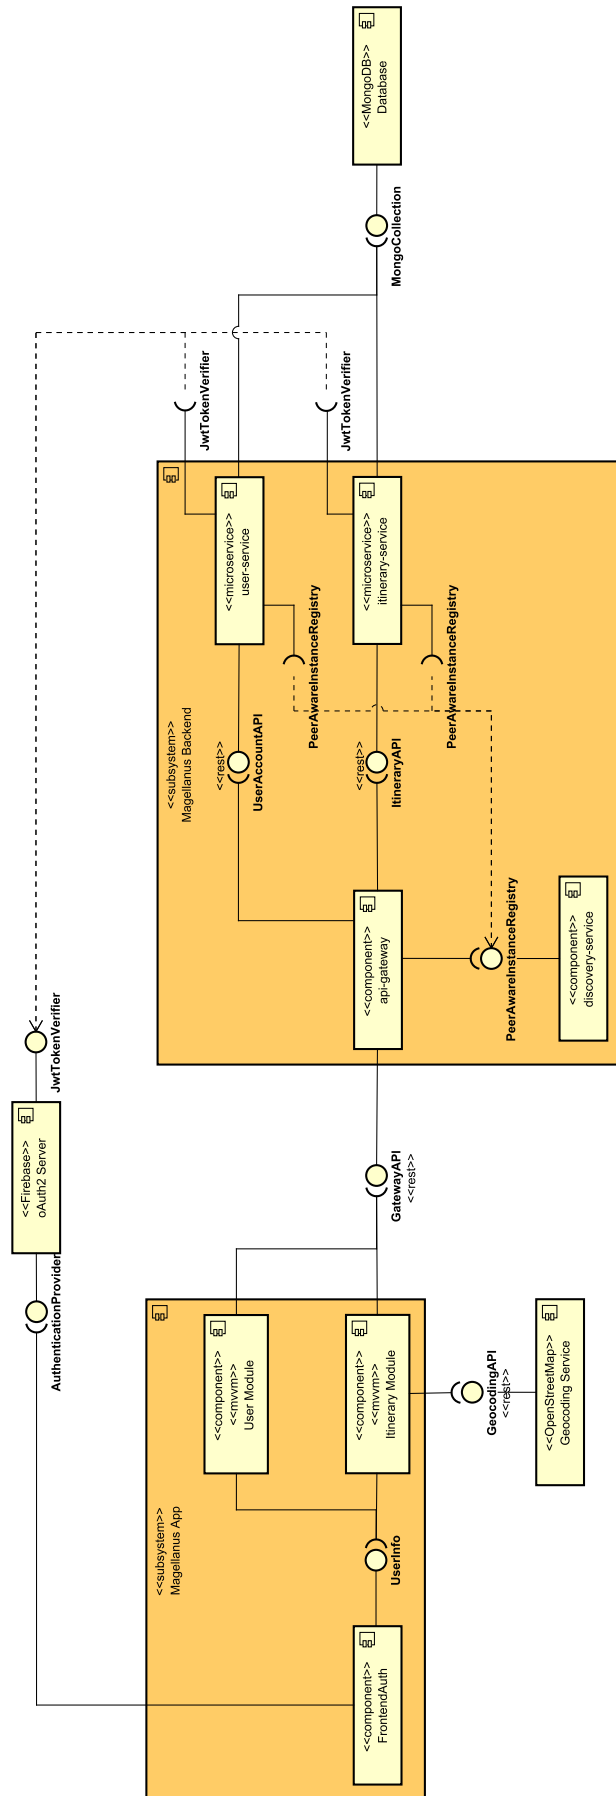 <<subsystem>>
Magellanus App
<<component>>
FrontendAuth
UserInfo
<<component>>
<<mvvm>>
User Module
<<component>>
<<mvvm>>
Itinerary Module
GeocodingAPI
<<rest>>
<<OpenStreetMap>>
Geocoding Service
AuthenticationProvider
<<Firebase>>
oAuth2 Server
JwtTokenVerifier
GatewayAPI
<<rest>>
<<subsystem>>
Magellanus Backend
<<component>>
api-gateway
<<component>>
discovery-service
PeerAwareInstanceRegistry
<<rest>>
UserAccountAPI
<<rest>>
ItineraryAPI
PeerAwareInstanceRegistry
PeerAwareInstanceRegistry
<<microservice>>
user-service
<<microservice>>
itinerary-service
JwtTokenVerifier
JwtTokenVerifier
MongoCollection
<<MongoDB>>
Database